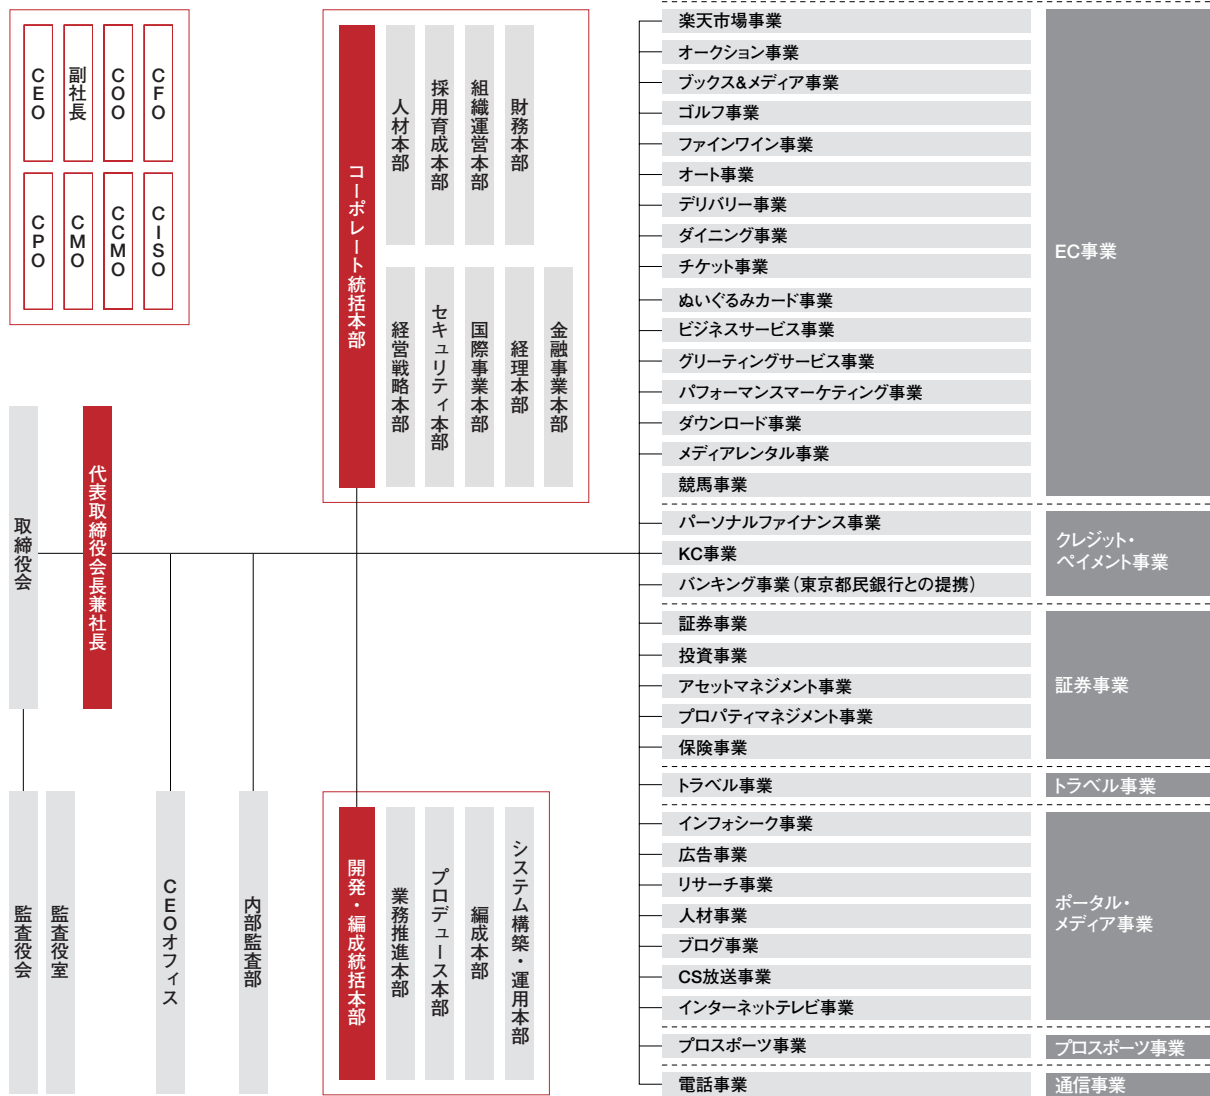 CEO
副社長
COO
CFO
CPO
CMO
CCMO
CISO
取締役会
代表取締役会長兼社長
監査役会
監査役室
CEOオフィス
内部監査部
コーポレート統括本部
人材本部
採用育成本部
組織運営本部
財務本部
経営戦略本部
セキュリティ本部
国際事業本部
経理本部
金融事業本部
開発・編成統括本部
業務推進本部
プロデュース本部
編成本部
システム構築・運用本部
楽天市場事業
オークション事業
ブックス&メディア事業
ゴルフ事業
ファインワイン事業
オート事業
デリバリー事業
ダイニング事業
チケット事業
ぬいぐるみカード事業
ビジネスサービス事業
グリーティングサービス事業
パフォーマンスマーケティング事業
ダウンロード事業
メディアレンタル事業
競馬事業
EC事業
パーソナルファイナンス事業
KC事業
バンキング事業(東京都民銀行との提携)
クレジット・
ペイメント事業
証券事業
投資事業
アセットマネジメント事業
プロパティマネジメント事業
保険事業
証券事業
トラベル事業
トラベル事業
インフォシーク事業
広告事業
リサーチ事業
人材事業
ブログ事業
CS放送事業
インターネットテレビ事業
ポータル・
メディア事業
プロスポーツ事業
プロスポーツ事業
電話事業
通信事業